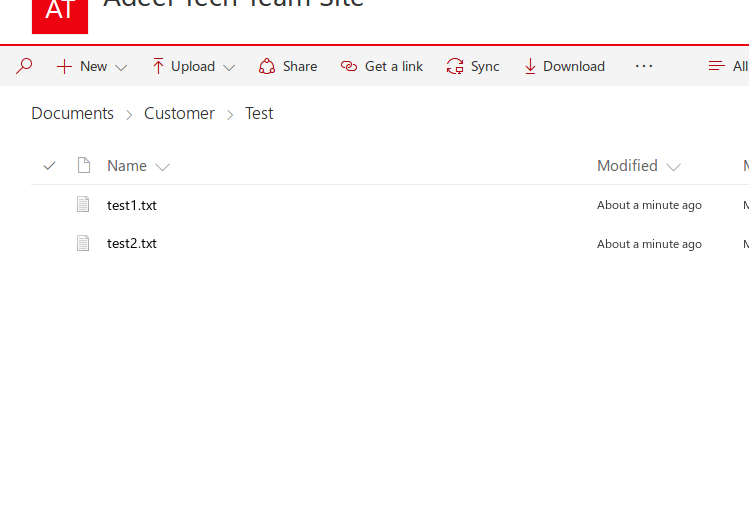 AT Adeel Tech Team Site
New Upload Share Get a link Sync Download ... All
Documents > Customer > Test
Name Modified
test1.txt About a minute ago
test2.txt About a minute ago